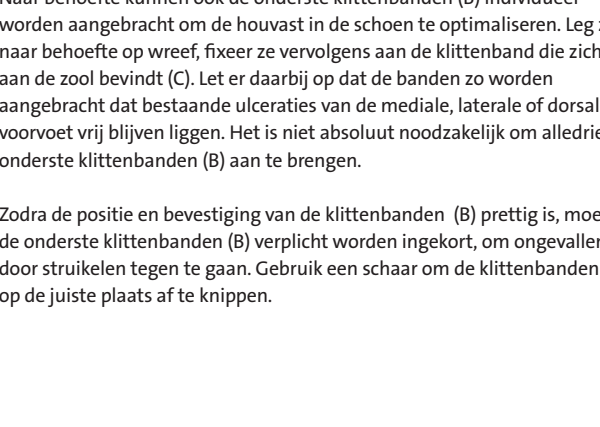 Naar behoefte kunnen ook de onderste klittenbanden (B) individueel
worden aangebracht om de houvast in de schoen te optimaliseren. Leg
naar behoefte op wreef, fixeer ze vervolgens aan de klittenband die zich
aan de zool bevindt (C). Let er daarbij op dat de banden zo worden
aangebracht dat bestaande ulceraties van de mediale, laterale of dorsal
voorvoet vrij blijven liggen. Het is niet absoluut noodzakelijk om alledrie
onderste klittenbanden (B) aan te brengen.
Zodra de positie en bevestiging van de klittenbanden (B) prettig is, moe
de onderste klittenbanden (B) verplicht worden ingekort, om ongevallen
door struikelen tegen te gaan. Gebruik een schaar om de klittenbanden
op de juiste plaats af te knippen.